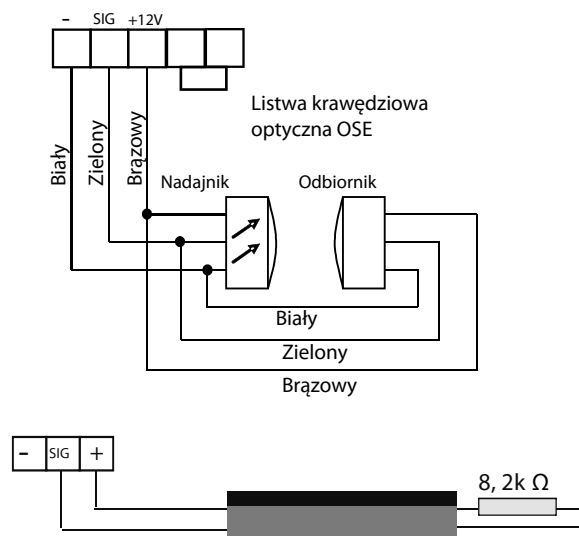 - SIG +12V
Listwa krawędziowa
optyczna OSE
Biały
Zielony
Brązowy
Nadajnik
Odbiornik
Biały
Zielony
Brązowy
- SIG +
8, 2k Ω